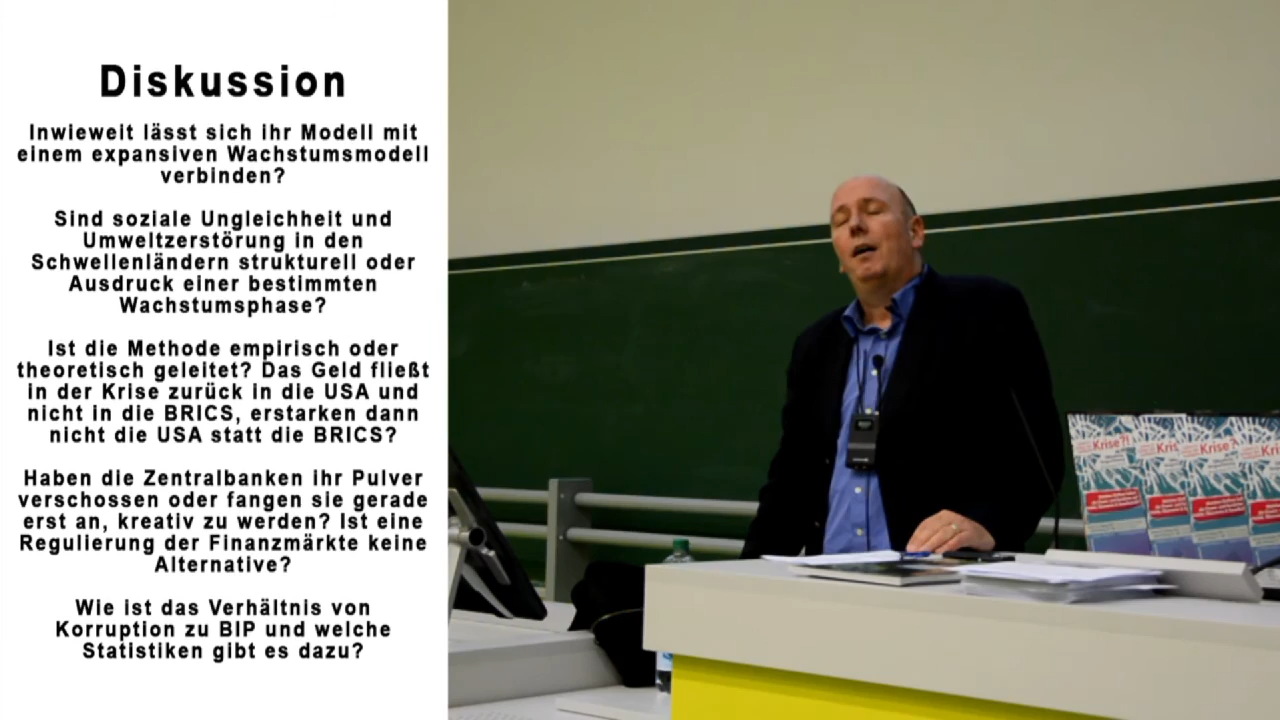 Diskussion
Inwieweit lässt sich ihr Modell mit
einem expansiven Wachstumsmodell
verbinden?
Sind soziale Ungleichheit und
Umweltzerstörung in den
Schwellenländern strukturell oder
Ausdruck einer bestimmten
Wachstumsphase?
Ist die Methode empirisch oder
theoretisch geleitet? Das Geld fließt
in der Krise zurück in die USA und
nicht in die BRICS, erstarken dann
nicht die USA statt die BRICS?
Haben die Zentralbanken ihr Pulver
verschossen oder fangen sie gerade
erst an, kreativ zu werden? Ist eine
Regulierung der Finanzmärkte keine
Alternative?
Wie ist das Verhältnis von
Korruption zu BIP und welche
Statistiken gibt es dazu?
Krise?! Kris Krise? Kri